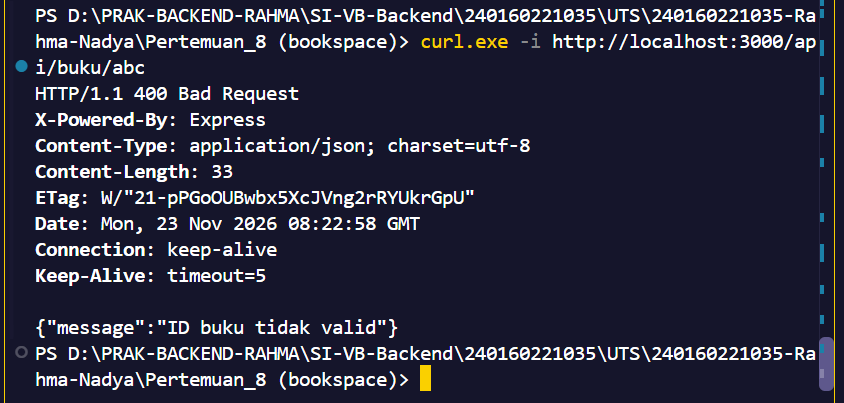 PS D:\PRAK-BACKEND-RAHMA\SI-VB-Backend\240160221035\UTS\240160221035-Ra
hma-Nadya\Pertemuan_8 (bookspace)> curl.exe -i http://localhost:3000/ap
i/buku/abc
HTTP/1.1 400 Bad Request
X-Powered-By: Express
Content-Type: application/json; charset=utf-8
Content-Length: 33
ETag: W/"21-pPGoOUBwbx5XcJVng2rRYUkrGpU"
Date: Mon, 23 Nov 2026 08:22:58 GMT
Connection: keep-alive
Keep-Alive: timeout=5

{"message":"ID buku tidak valid"}
PS D:\PRAK-BACKEND-RAHMA\SI-VB-Backend\240160221035\UTS\240160221035-Ra
hma-Nadya\Pertemuan_8 (bookspace)>